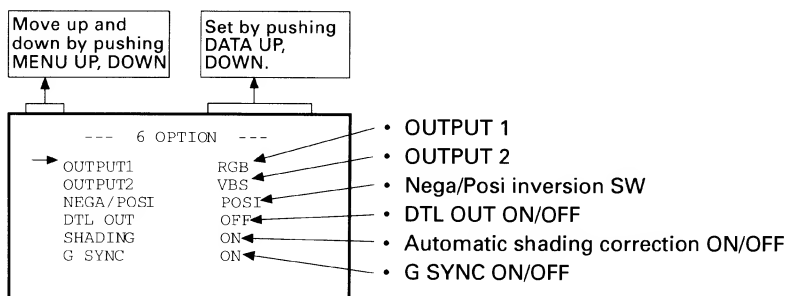 Move up and
down by pushing
MENU UP, DOWN
Set by pushing
DATA UP,
DOWN.
--- 6 OPTION ---
OUTPUT1 RGB
OUTPUT2 VBS
NEGA/POSI POSI
DTL OUT OFF
SHADING ON
G SYNC ON
• OUTPUT 1
• OUTPUT 2
• Nega/Posi inversion SW
• DTL OUT ON/OFF
• Automatic shading correction ON/OFF
• G SYNC ON/OFF